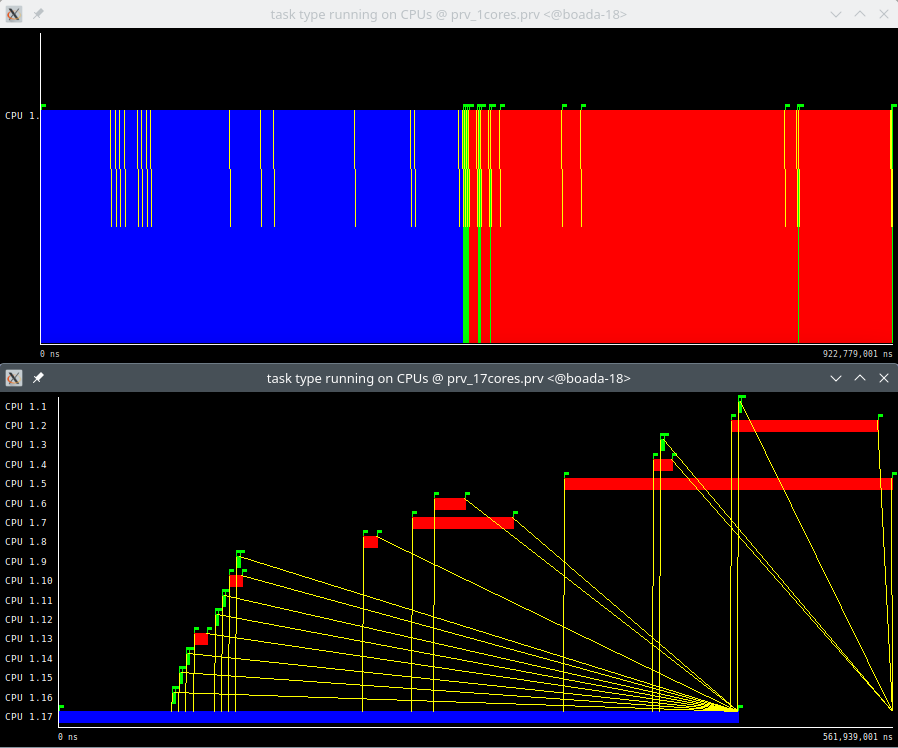 task type running on CPUs @ prv_1cores.prv <@boada-18>
CPU 1.
0 ns
922,779,001 ns
task type running on CPUs @ prv_17cores.prv <@boada-18>
CPU 1.1
CPU 1.2
CPU 1.3
CPU 1.4
CPU 1.5
CPU 1.6
CPU 1.7
CPU 1.8
CPU 1.9
CPU 1.10
CPU 1.11
CPU 1.12
CPU 1.13
CPU 1.14
CPU 1.15
CPU 1.16
CPU 1.17
0 ns
561,939,001 ns